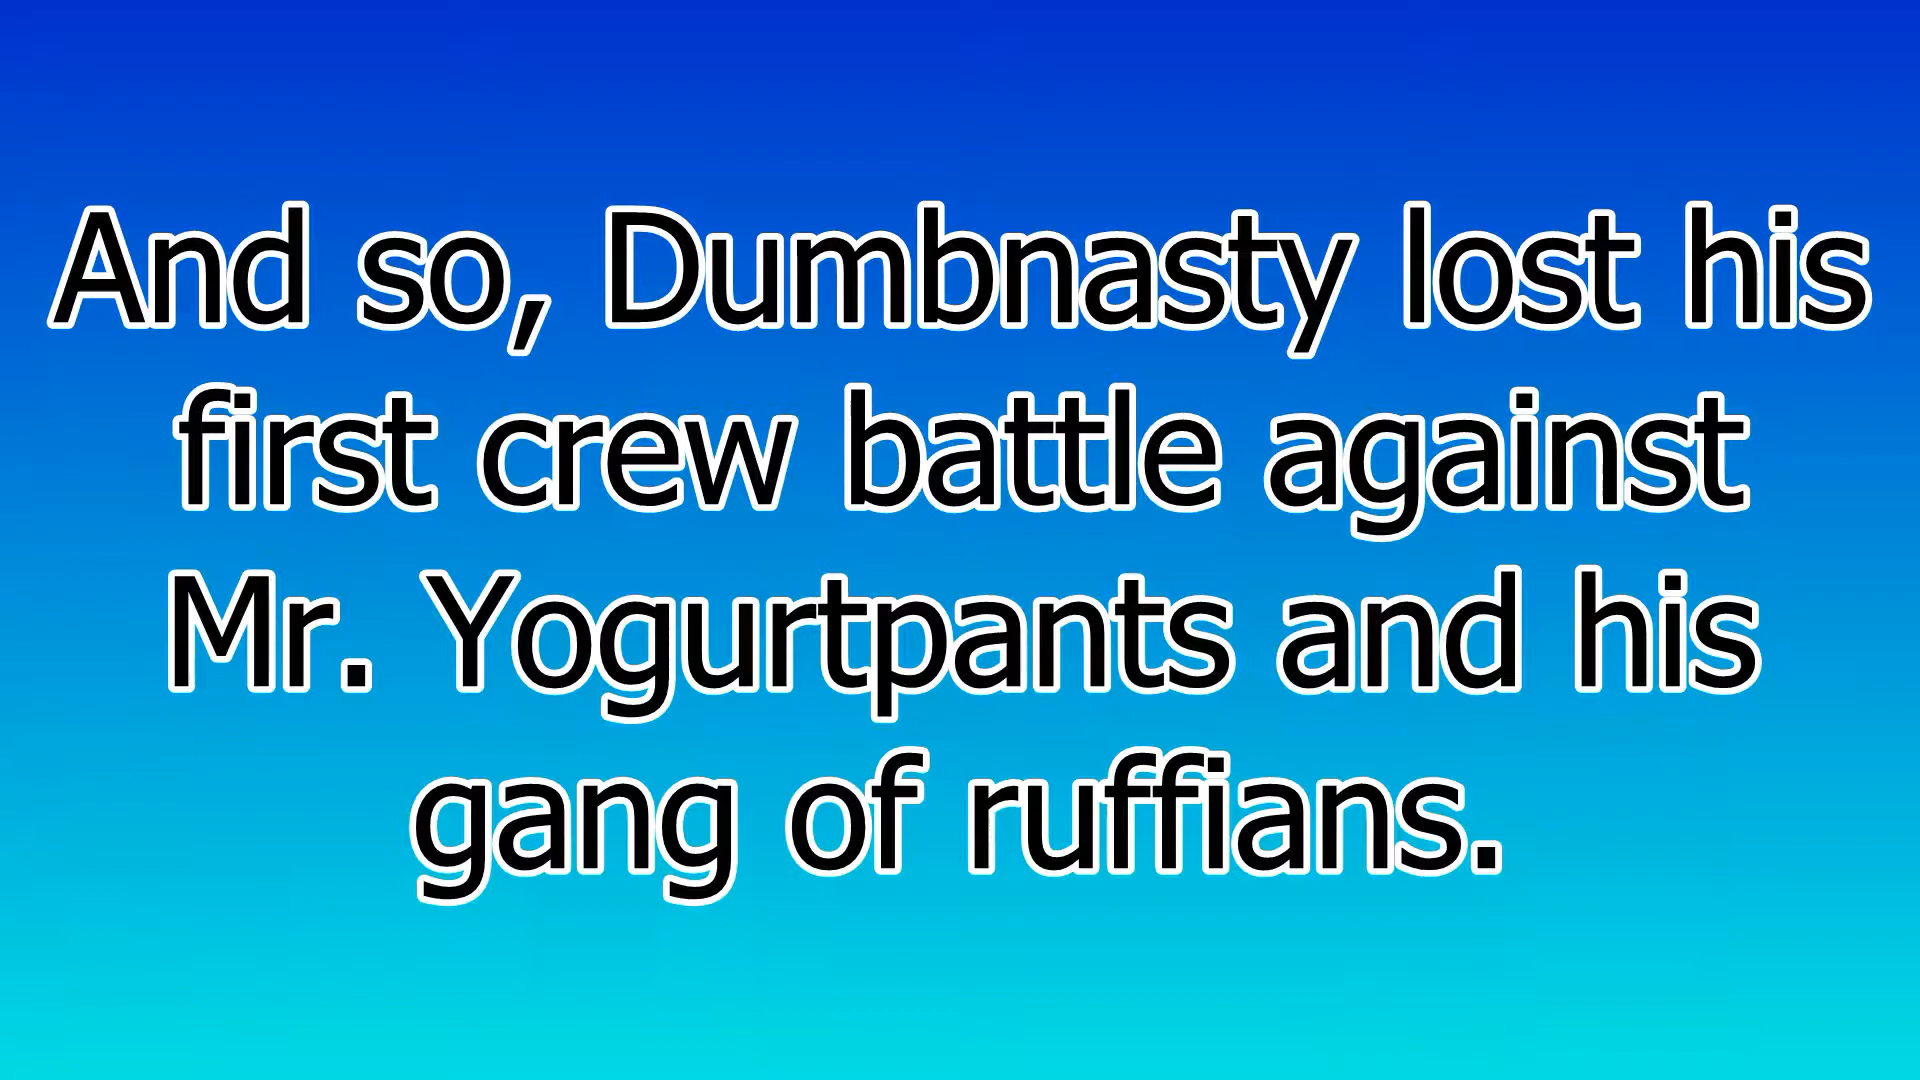 And so, Dumbnasty lost his
first crew battle against
Mr. Yogurtpants and his
gang of ruffians.